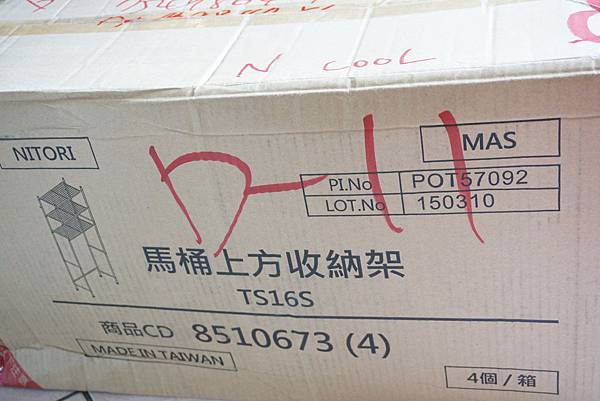 N COOL
NITORI
MAS
D-11
PI.No. POT57092
LOT.No 150310
馬桶上方收納架
TS16S
商品CD 8510673 (4)
MADE IN TAIWAN
4個/箱